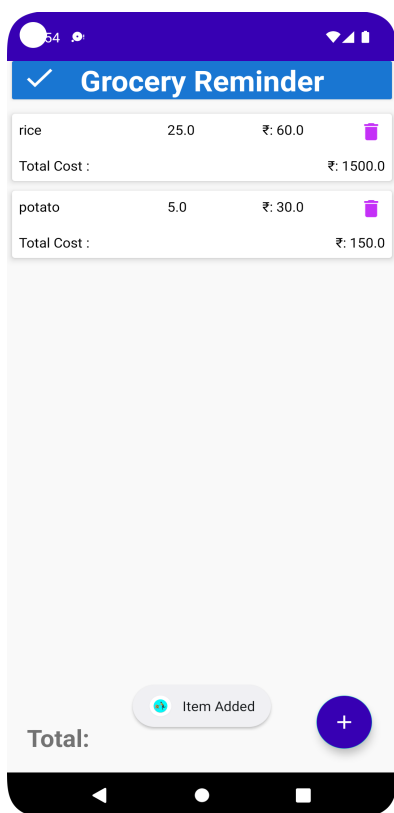 54
Grocery Reminder
rice 25.0 ₹: 60.0
Total Cost : ₹: 1500.0
potato 5.0 ₹: 30.0
Total Cost : ₹: 150.0
Item Added
Total:
+